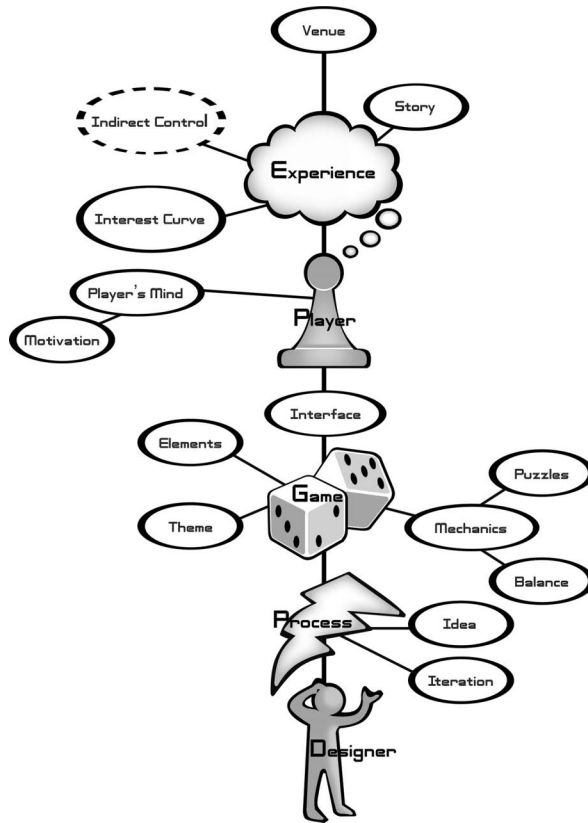 Venue
Story
Indirect Control
Experience
Interest Curve
Player's Mind
Player
Motivation
Interface
Elements
Puzzles
Game
Theme
Mechanics
Balance
Process
Idea
Iteration
Designer